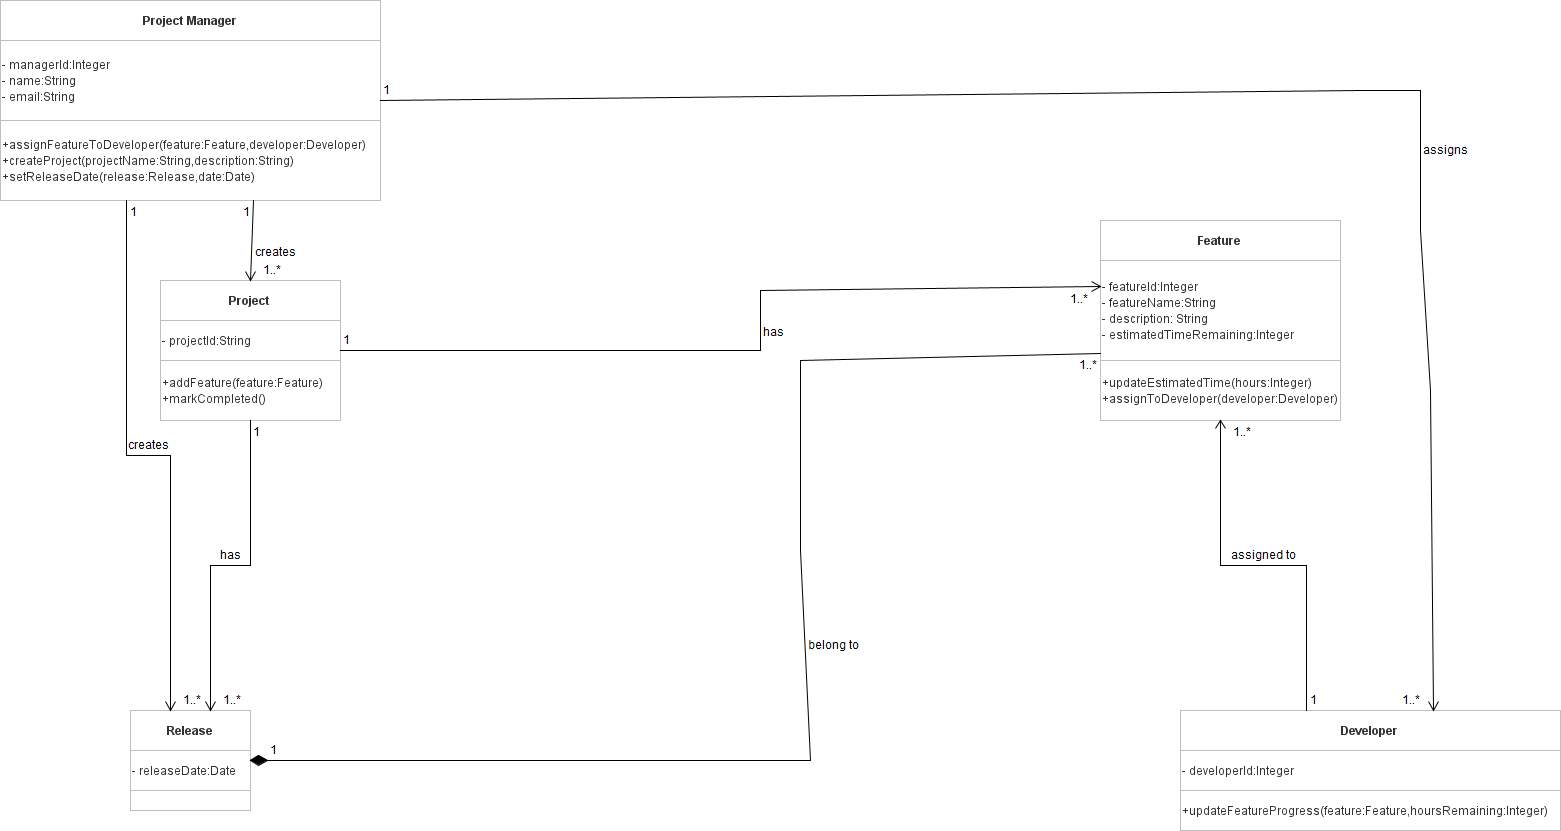 Project Manager
- managerId:Integer
- name:String
- email:String
+assignFeatureToDeveloper(feature:Feature,developer:Developer)
+createProject(projectName:String,description:String)
+setReleaseDate(release:Release,date:Date)
1
assigns
1
1
creates
1..*
Feature
- featureId:Integer
- featureName:String
- description: String
- estimatedTimeRemaining:Integer
+updateEstimatedTime(hours:Integer)
+assignToDeveloper(developer:Developer)
Project
- projectId:String
+addFeature(feature:Feature)
+markCompleted()
1
has
1..*
1..*
1..*
1
creates
has
assigned to
belong to
1..*
1..*
1
1..*
Release
- releaseDate:Date
1
Developer
- developerId:Integer
+updateFeatureProgress(feature:Feature,hoursRemaining:Integer)